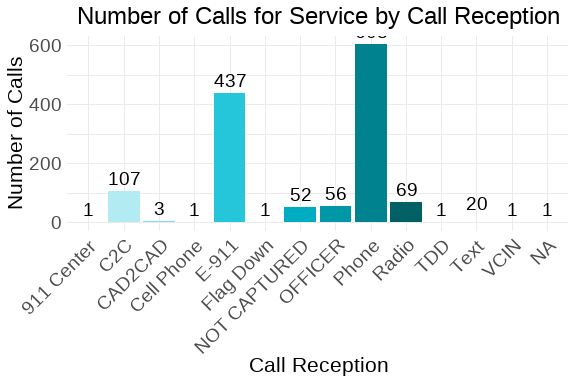 Number of Calls for Service by Call Reception
Number of Calls
600
400
200
0
1
107
3
1
437
1
52
56
69
1
20
1
1
911 Center
C2C
CAD2CAD
Cell Phone
E-911
Flag Down
NOT CAPTURED
OFFICER
Phone
Radio
TDD
Text
VCIN
NA
Call Reception